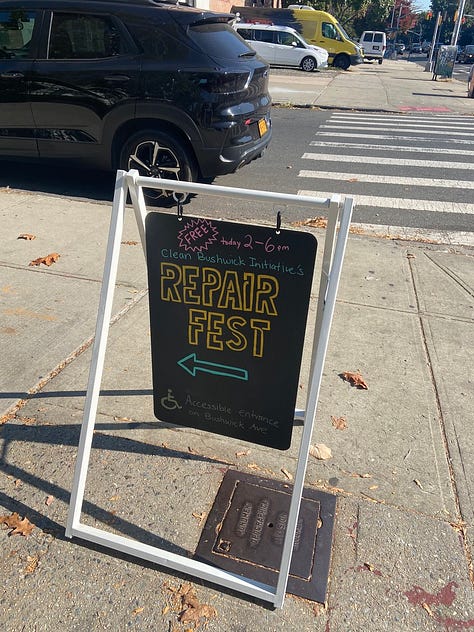 FREE!
today 2-6pm
Clean Bushwick Initiative's
REPAIR
FEST
Accessible entrance
on Bushwick Ave